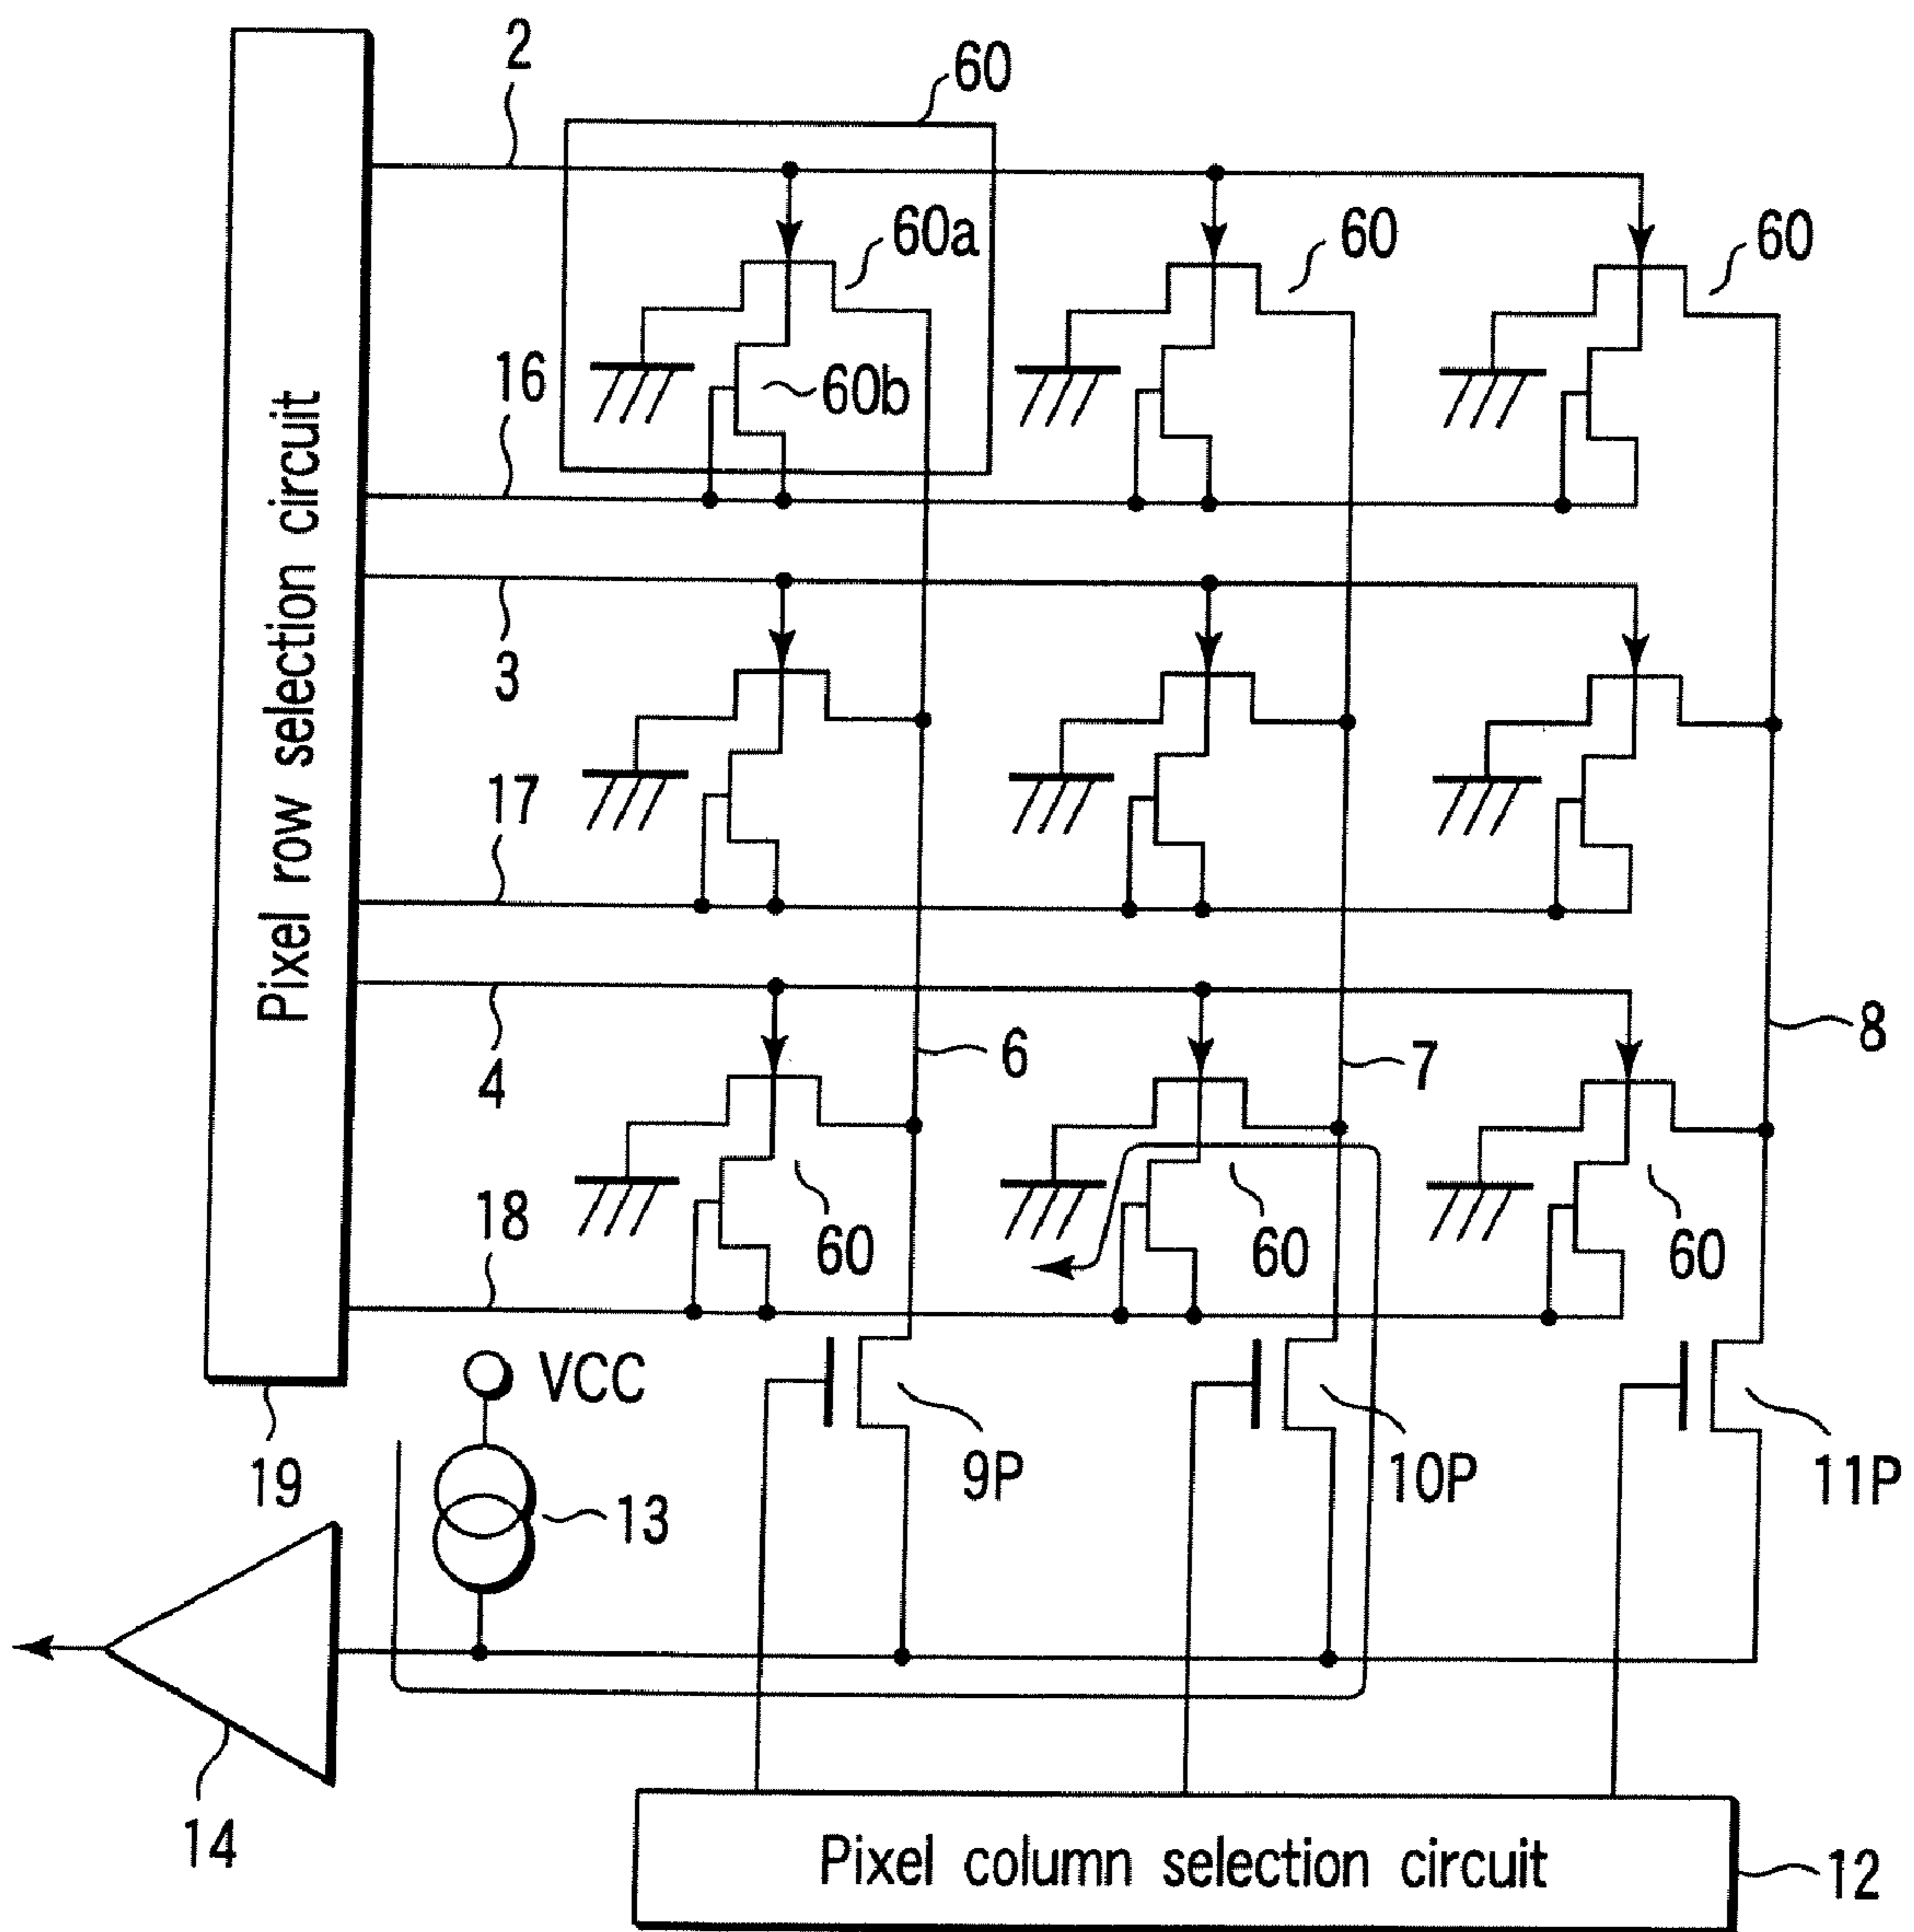 2
60
60a
60
60
16
60b
Pixel row selection circuit
3
17
4
6
7
8
18
60
60
60
VCC
19
13
9P
10P
11P
14
Pixel column selection circuit
12